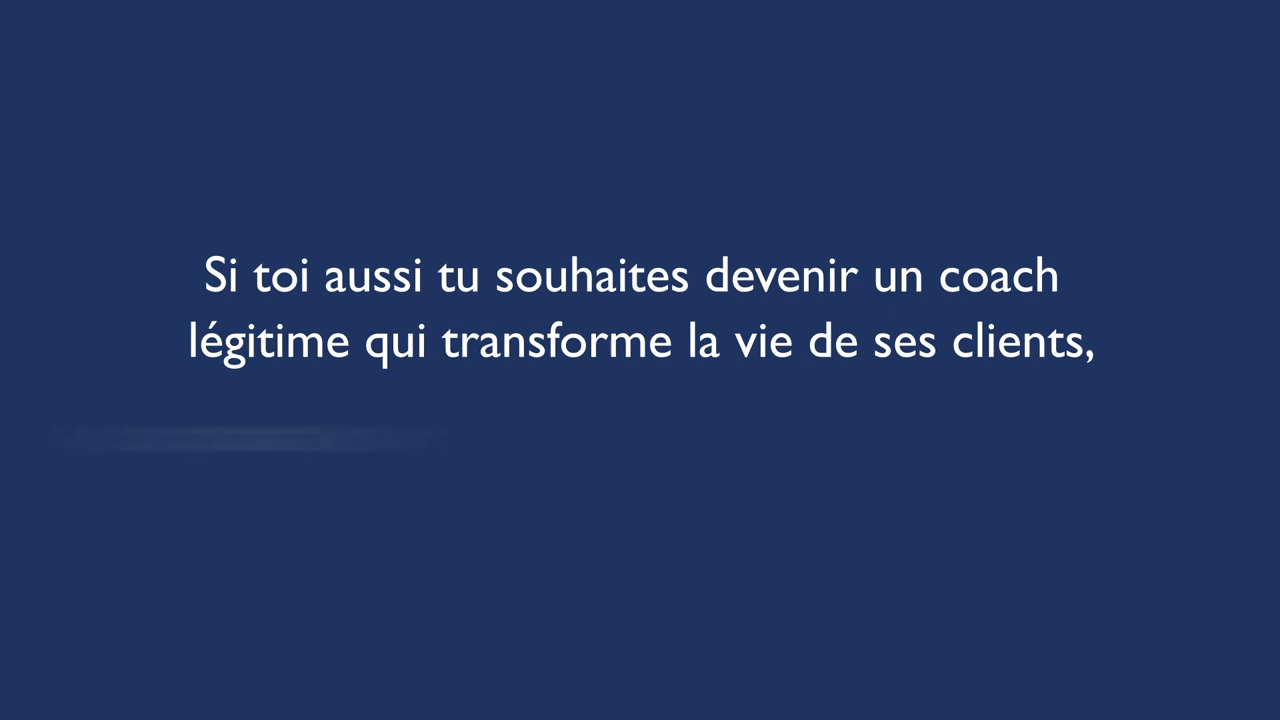 Si toi aussi tu souhaites devenir un coach
légitime qui transforme la vie de ses clients,